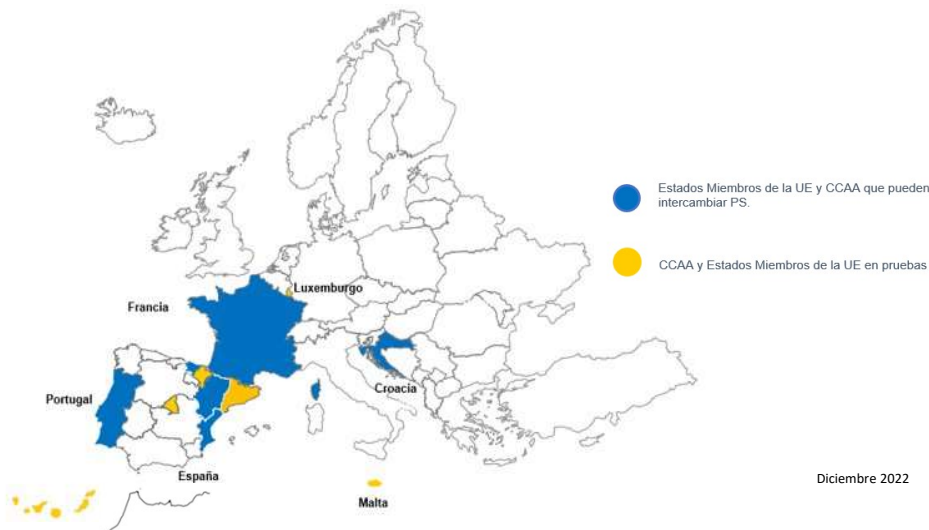 Estados Miembros de la UE y CCAA que pueden
intercambiar PS.
CCAA y Estados Miembros de la UE en pruebas
Luxemburgo
Francia
Croacia
Portugal
España
Malta
Diciembre 2022